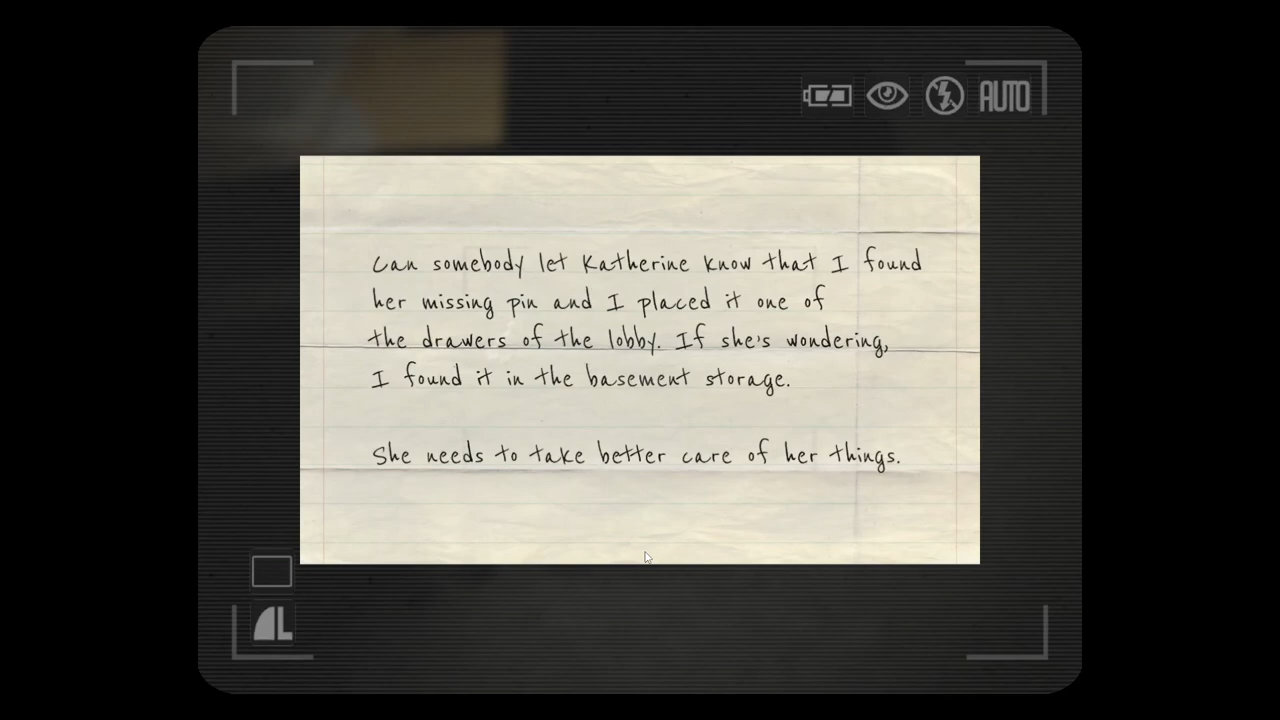 AUTO
Can somebody let Katherine know that I found
her missing pin and I placed it one of
the drawers of the lobby. If she's wondering,
I found it in the basement storage.
She needs to take better care of her things.
L